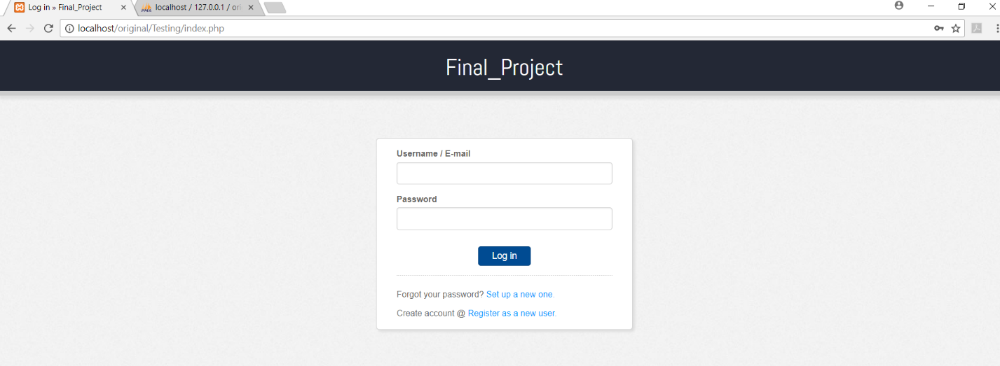 Log in » Final_Project
PMA
localhost / 127.0.0.1 / ori
localhost/original/Testing/index.php
Final_Project
Username / E-mail
Password
Log in
Forgot your password? Set up a new one.
Create account @ Register as a new user.